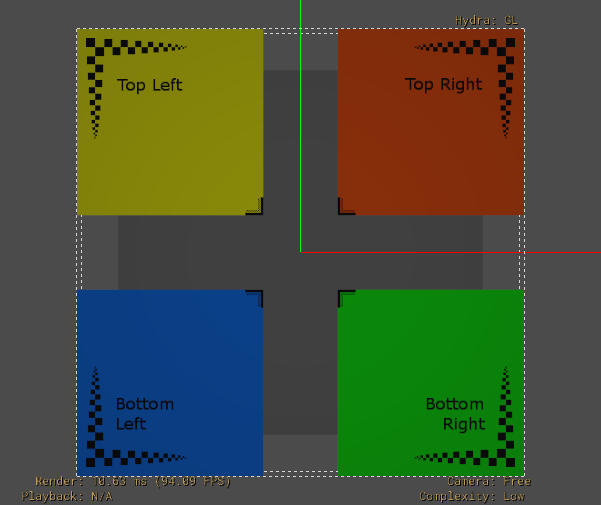 Hydra: GL
Top Left
Top Right
Bottom
Left
Bottom
Right
Render: 10.63 ms (94.09 FPS)
Playback: N/A
Camera: Free
Complexity: Low